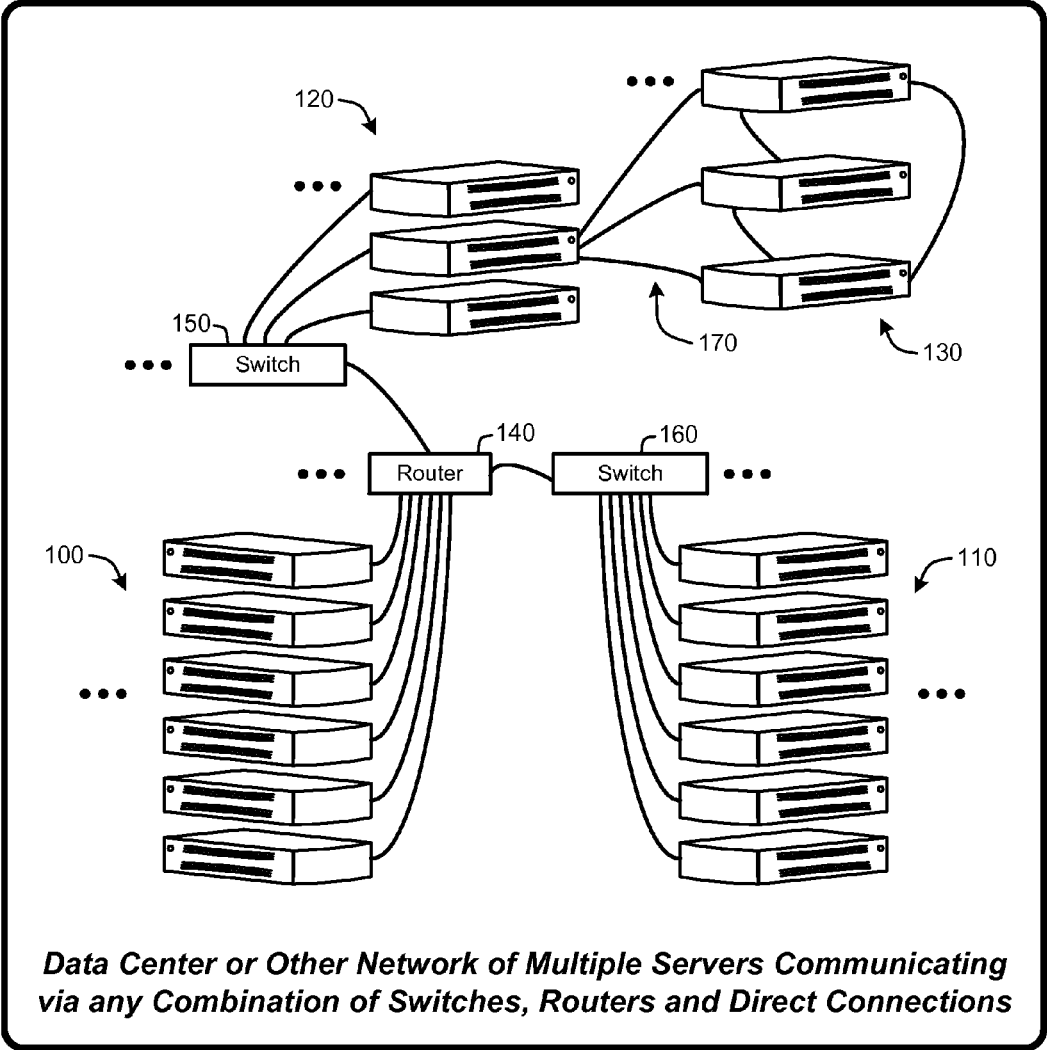 120
150
Switch
170
130
140
160
Router
Switch
100
110
Data Center or Other Network of Multiple Servers Communicating
via any Combination of Switches, Routers and Direct Connections